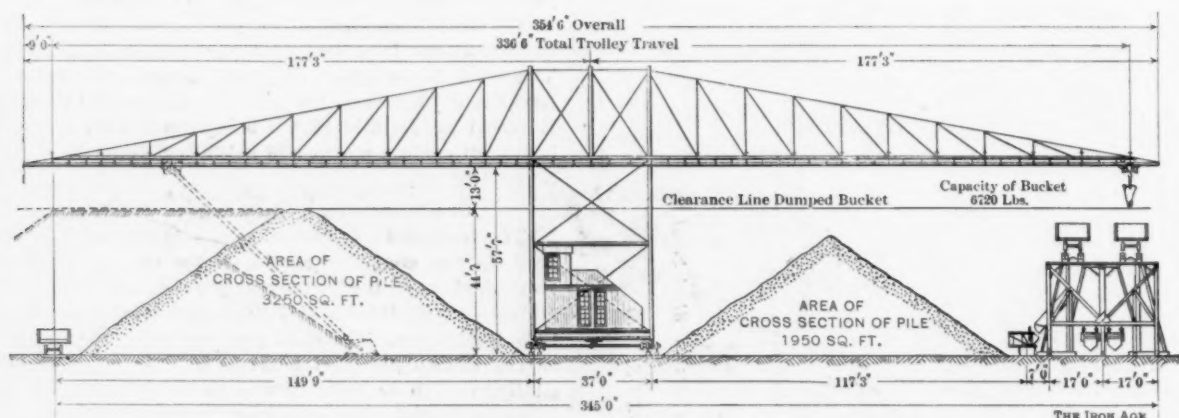 354'6" Overall
9'0"
336'6" Total Trolley Travel
177'3"
177'3"
13'-0"
Clearance Line Dumped Bucket
Capacity of Bucket
6720 Lbs.
44'-7"
57'-7"
AREA OF
CROSS SECTION OF PILE
3250 SQ. FT.
AREA OF
CROSS SECTION OF PILE
1950 SQ. FT.
149'9"
37'0"
117'3"
7'0"
17'0"
17'0"
345'0"
THE IRON AGE